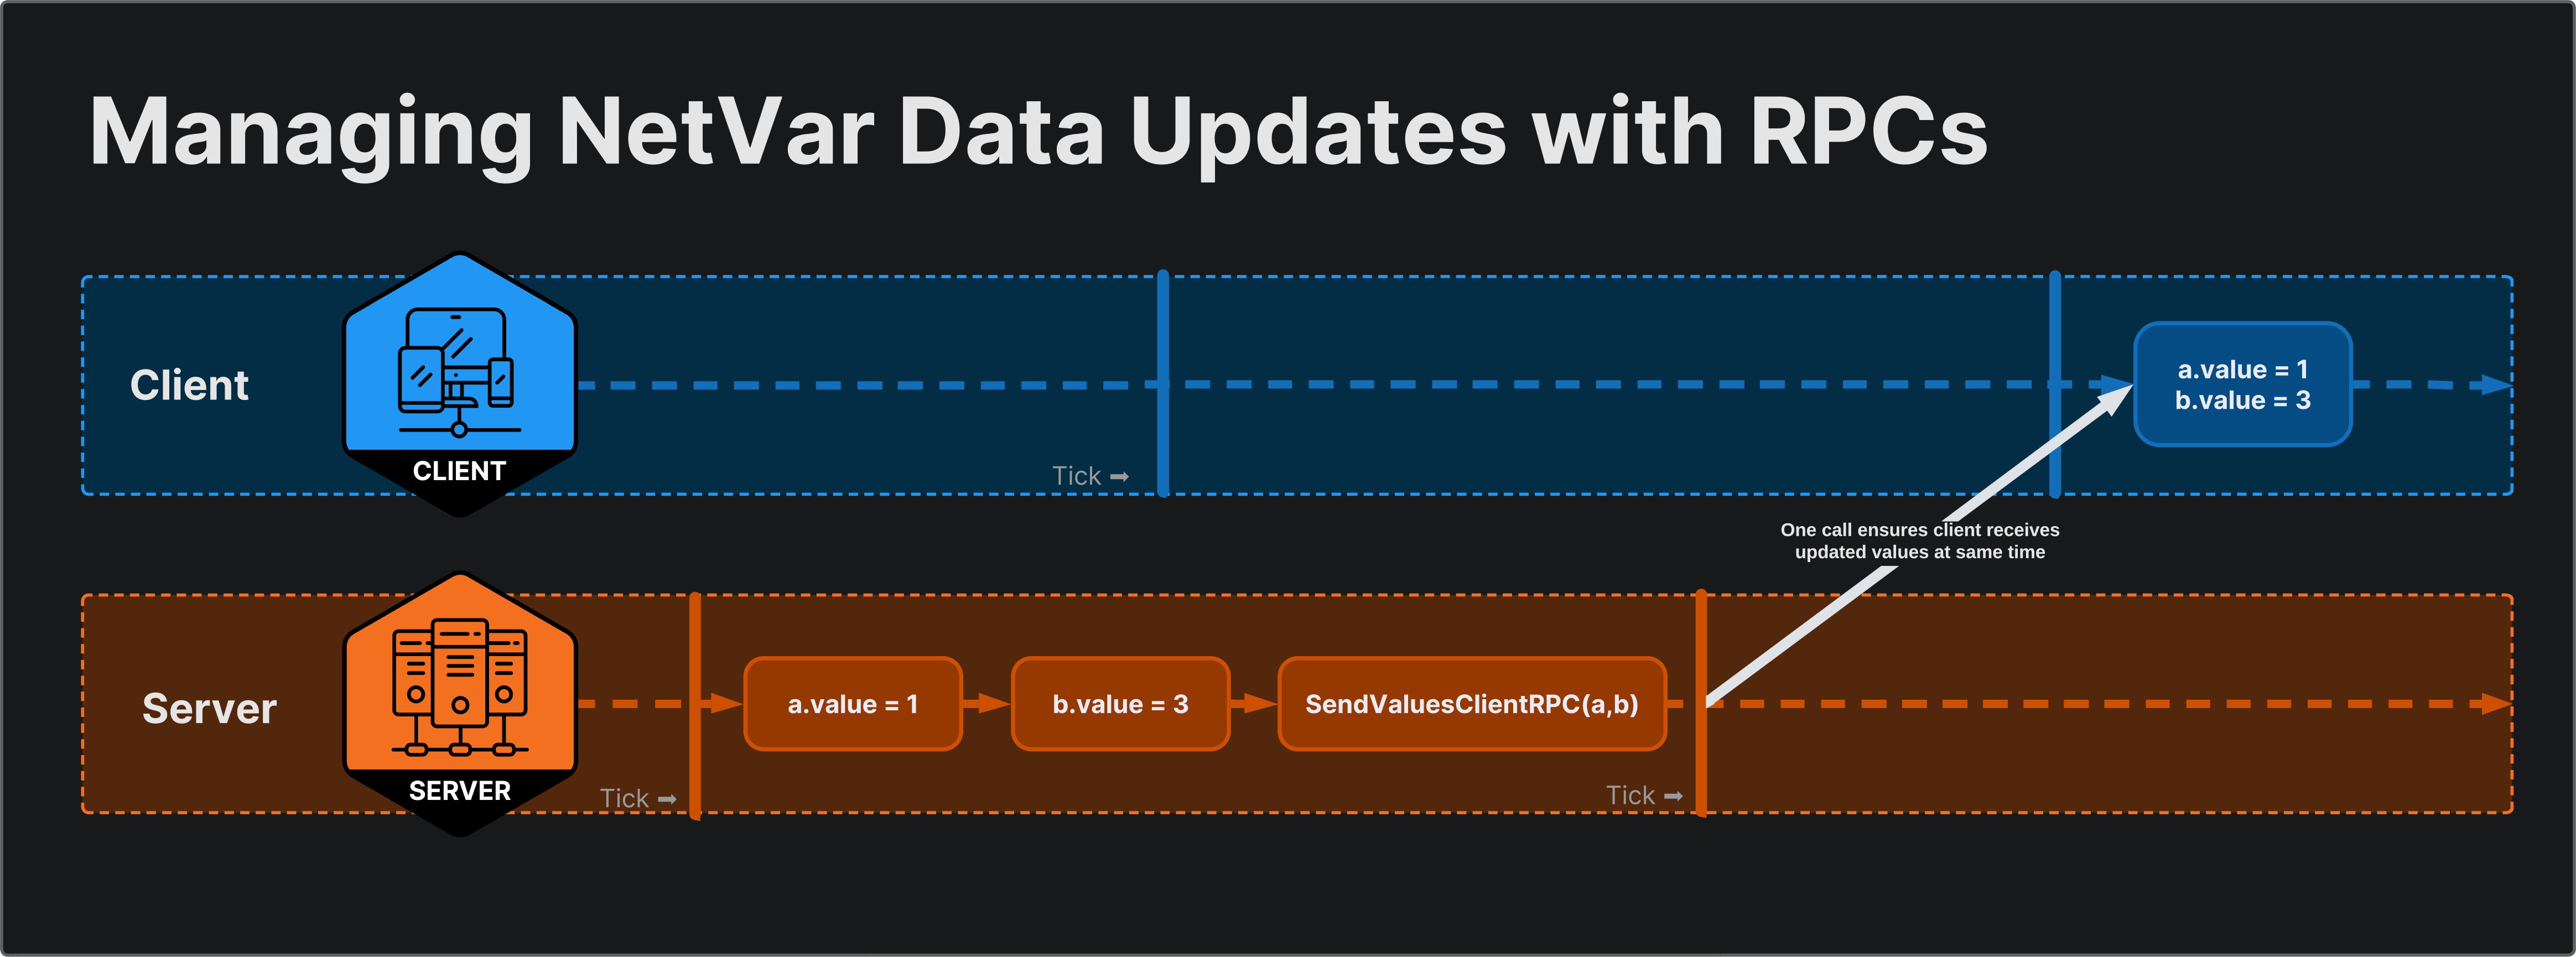 Managing NetVar Data Updates with RPCs
Client
CLIENT
Tick ➡
a.value = 1
b.value = 3
One call ensures client receives
updated values at same time
Server
SERVER
Tick ➡
a.value = 1
b.value = 3
SendValuesClientRPC(a,b)
Tick ➡